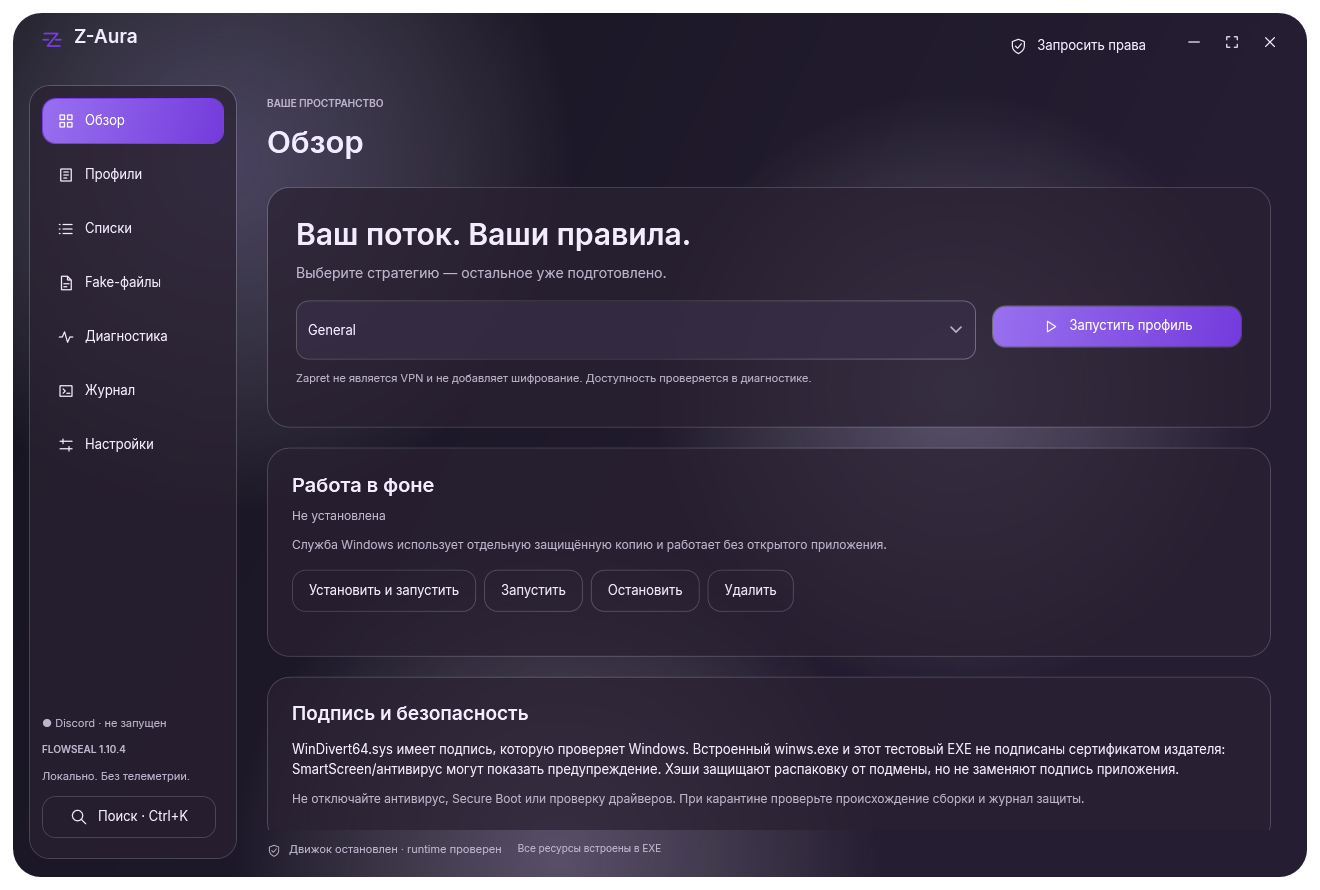 Z-Aura
Запросить права
Обзор
Профили
Списки
Fake-файлы
Диагностика
Журнал
Настройки
Discord · не запущен
FLOWSEAL 1.10.4
Локально. Без телеметрии.
Поиск · Ctrl+K
ВАШЕ ПРОСТРАНСТВО
Обзор
Ваш поток. Ваши правила.
Выберите стратегию — остальное уже подготовлено.
General
Запустить профиль
Zapret не является VPN и не добавляет шифрование. Доступность проверяется в диагностике.
Работа в фоне
Не установлена
Служба Windows использует отдельную защищённую копию и работает без открытого приложения.
Установить и запустить
Запустить
Остановить
Удалить
Подпись и безопасность
WinDivert64.sys имеет подпись, которую проверяет Windows. Встроенный winws.exe и этот тестовый EXE не подписаны сертификатом издателя:
SmartScreen/антивирус могут показать предупреждение. Хэши защищают распаковку от подмены, но не заменяют подпись приложения.
Не отключайте антивирус, Secure Boot или проверку драйверов. При карантине проверьте происхождение сборки и журнал защиты.
Движок остановлен · runtime проверен
Все ресурсы встроены в EXE